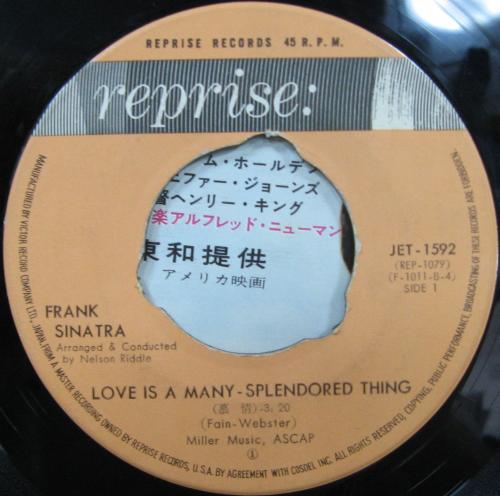 REPRISE RECORDS 45 R.P.M.
reprise:
ム・ホールデン
ニファー・ジョーンズ
督ヘンリー・キング
楽アルフレッド・ニューマン
東和提供
アメリカ映画
JET-1592
(REP-1079)
(F-1011-B-4)
SIDE 1
FRANK
SINATRA
Arranged & Conducted
by Nelson Riddle
LOVE IS A MANY-SPLENDORED THING
(慕 情)-3. 20
(Fain-Webster)
Miller Music, ASCAP
MANUFACTURED BY VICTOR RECORD COMPANY LTD., JAPAN, FROM A MASTER RECORDING OWNED BY REPRISE RECORDS, U.S.A. BY AGREEMENT WITH COSDEL INC. ALL RIGHTS RESERVED, COPYING, PUBLIC PERFORMANCE, BROADCASTING OF THESE RECORDS ARE FORBIDDEN.